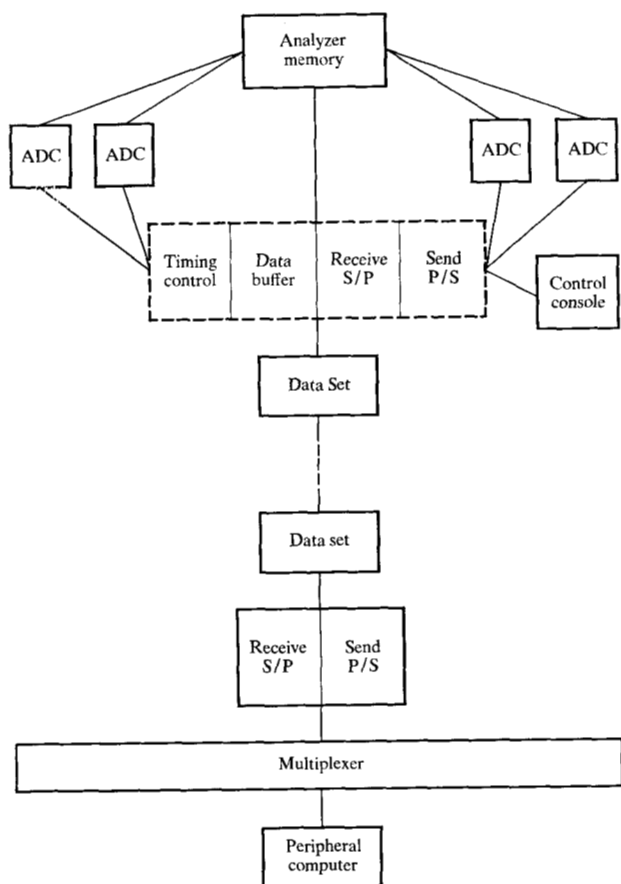 Analyzer
memory
ADC
ADC
ADC
ADC
Timing
control
Data
buffer
Receive
S/P
Send
P/S
Control
console
Data Set
Data set
Receive
S/P
Send
P/S
Multiplexer
Peripheral
computer